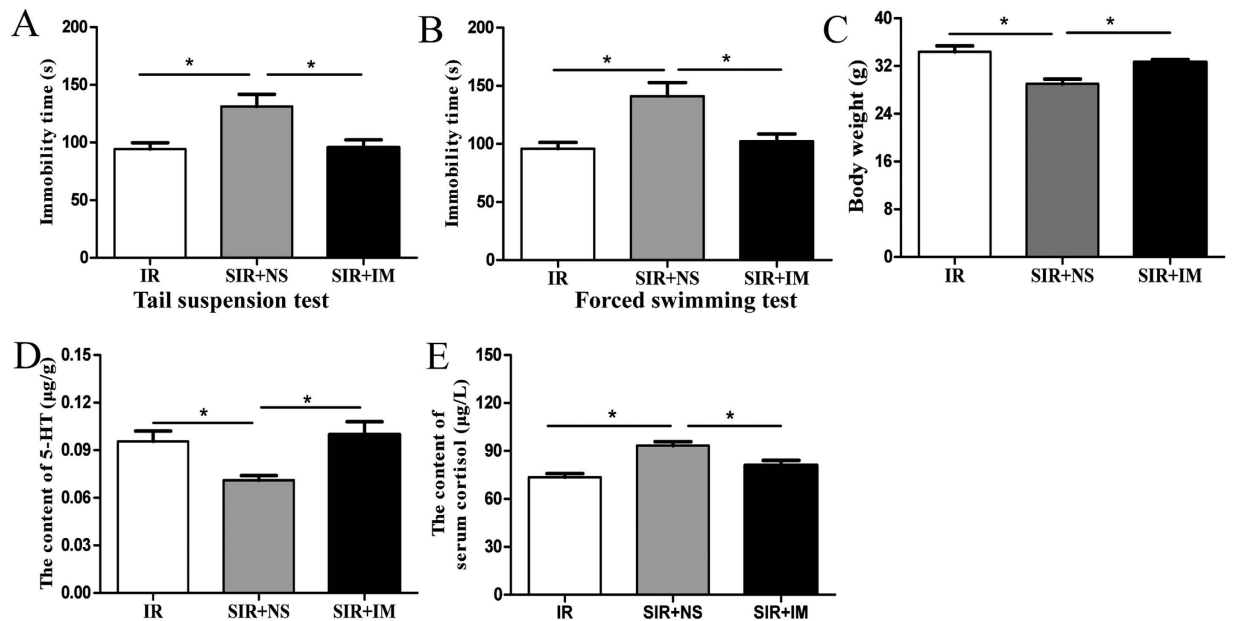 A
Immobility time (s)
200
150
100
50
0
*
*
IR
SIR+NS
SIR+IM
Tail suspension test
B
Immobility time (s)
200
150
100
50
0
*
*
IR
SIR+NS
SIR+IM
Forced swimming test
C
Body weight (g)
40
32
24
16
8
0
*
*
IR
SIR+NS
SIR+IM
D
The content of 5-HT (μg/g)
0.15
0.12
0.09
0.06
0.03
0.00
*
*
IR
SIR+NS
SIR+IM
E
The content of
serum cortisol (μg/L)
150
120
90
60
30
0
*
*
IR
SIR+NS
SIR+IM